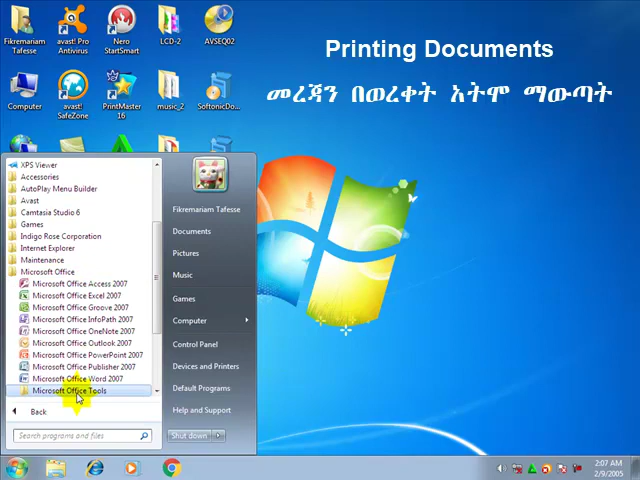 Fikremariam Tafesse
avast! Pro Antivirus
Nero StartSmart
LCD-2
AVSEQ02
Printing Documents
መረጃን በወረቀት አትሞ ማውጣት
Computer
avast! SafeZone
PrintMaster 16
music_2
SoftonicDo...
XPS Viewer
Accessories
AutoPlay Menu Builder
Avast
Camtasia Studio 6
Games
Indigo Rose Corporation
Internet Explorer
Maintenance
Microsoft Office
Microsoft Office Access 2007
Microsoft Office Excel 2007
Microsoft Office Groove 2007
Microsoft Office InfoPath 2007
Microsoft Office OneNote 2007
Microsoft Office Outlook 2007
Microsoft Office PowerPoint 2007
Microsoft Office Publisher 2007
Microsoft Office Word 2007
Microsoft Office Tools
Back
Search programs and files
Fikremariam Tafesse
Documents
Pictures
Music
Games
Computer
Control Panel
Devices and Printers
Default Programs
Help and Support
Shut down
2:07 AM
2/9/2005